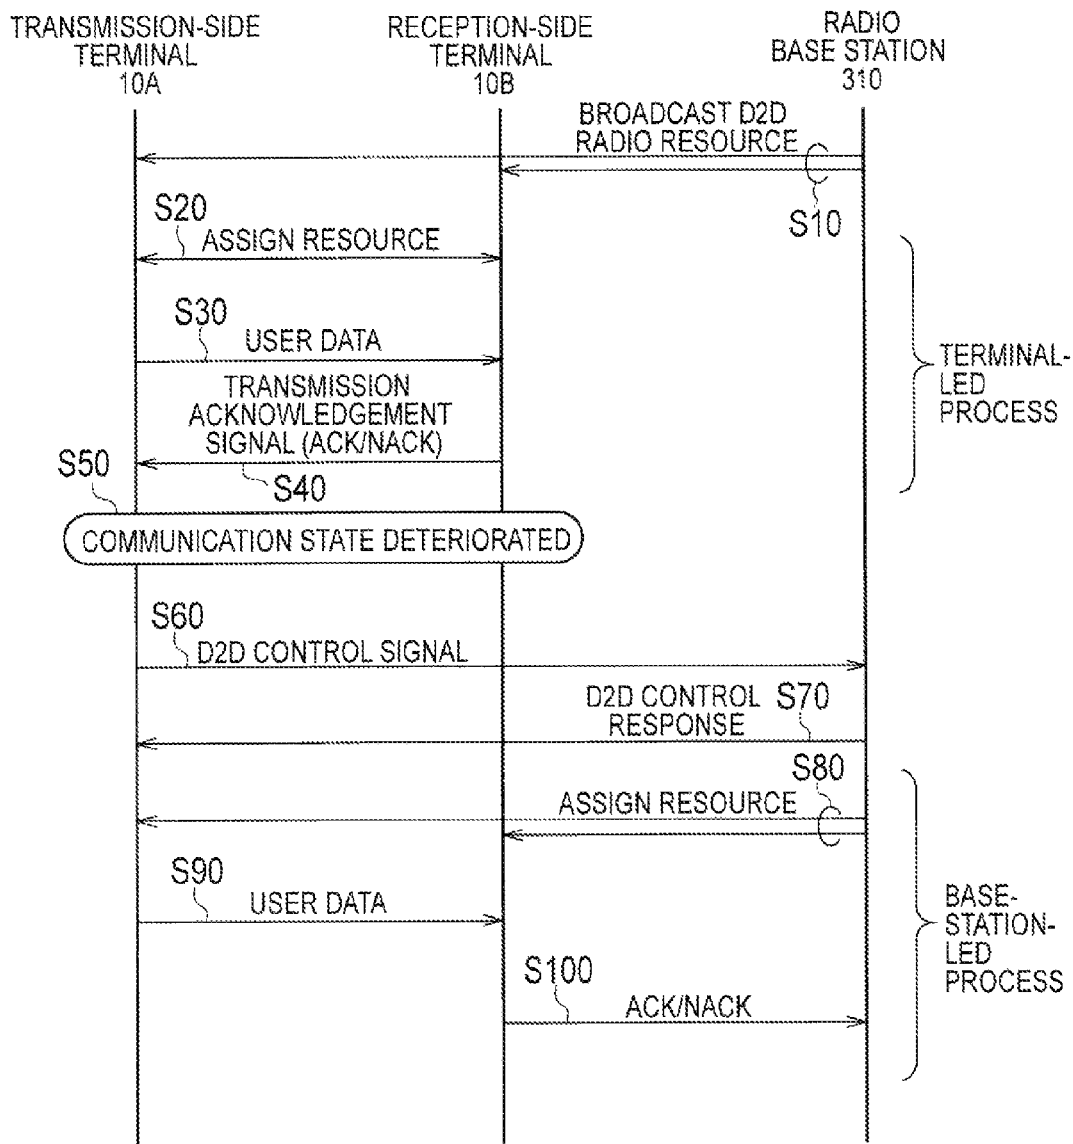 TRANSMISSION-SIDE
TERMINAL
10A
RECEPTION-SIDE
TERMINAL
10B
RADIO
BASE STATION
310
BROADCAST D2D
RADIO RESOURCE
S10
S20
ASSIGN RESOURCE
S30
USER DATA
TRANSMISSION
ACKNOWLEDGEMENT
SIGNAL (ACK/NACK)
S40
TERMINAL-
LED
PROCESS
S50
COMMUNICATION STATE DETERIORATED
S60
D2D CONTROL SIGNAL
D2D CONTROL
RESPONSE
S70
S80
ASSIGN RESOURCE
S90
USER DATA
S100
ACK/NACK
BASE-
STATION-
LED
PROCESS